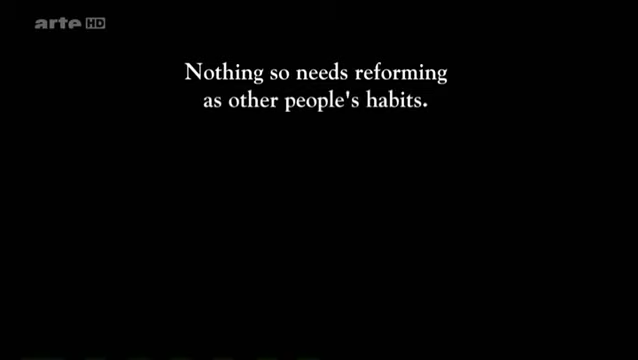 arte HD
Nothing so needs reforming
as other people's habits.